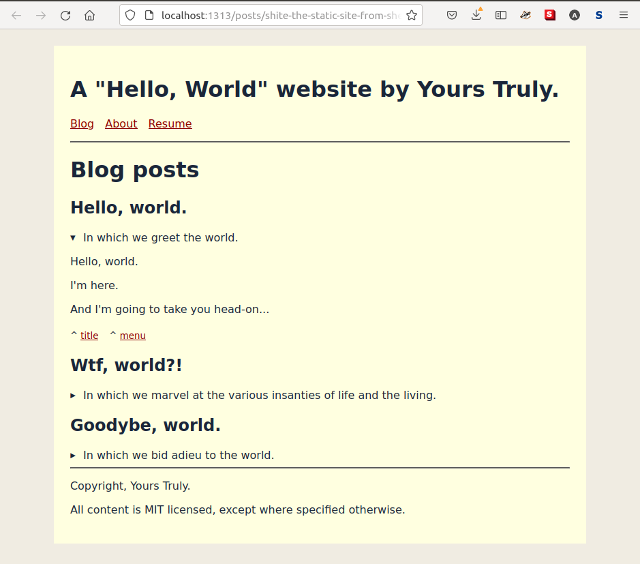 localhost:1313/posts/shite-the-static-site-from-she
A "Hello, World" website by Yours Truly.
Blog About Resume
Blog posts
Hello, world.
▾ In which we greet the world.
Hello, world.
I'm here.
And I'm going to take you head-on...
^ title ^ menu
Wtf, world?!
▸ In which we marvel at the various insanties of life and the living.
Goodybe, world.
▸ In which we bid adieu to the world.
Copyright, Yours Truly.
All content is MIT licensed, except where specified otherwise.